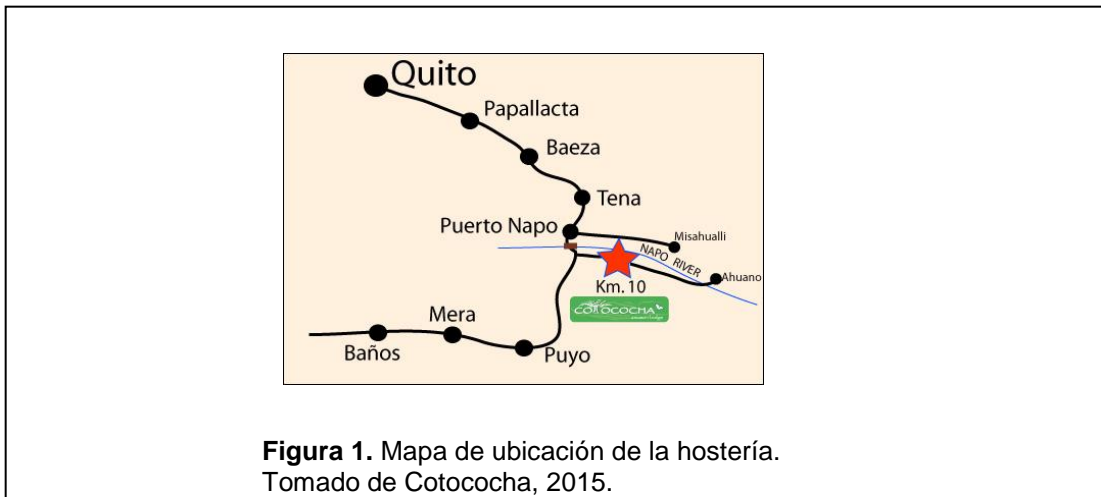 Quito
Papallacta
Baeza
Tena
Puerto Napo
Misahualli
NAPO RIVER
Ahuano
Km. 10
COTOCOCHA
Mera
Baños
Puyo
Figura 1. Mapa de ubicación de la hostería.
Tomado de Cotococha, 2015.